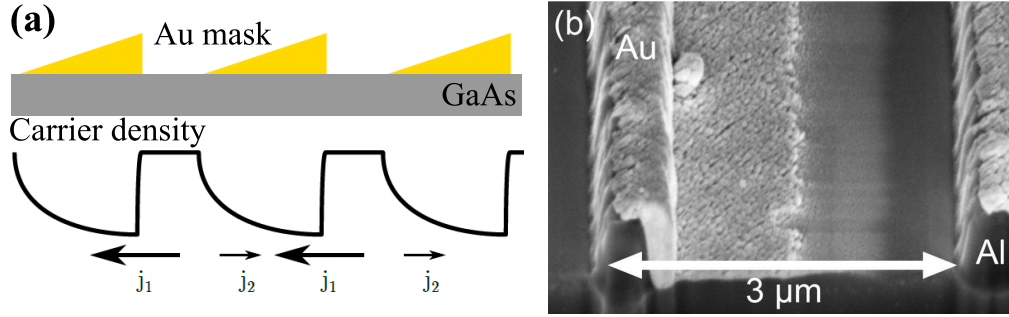 (a)
Au mask
GaAs
Carrier density
j1 j2 j1 j2
(b)
Au
Al
3 µm